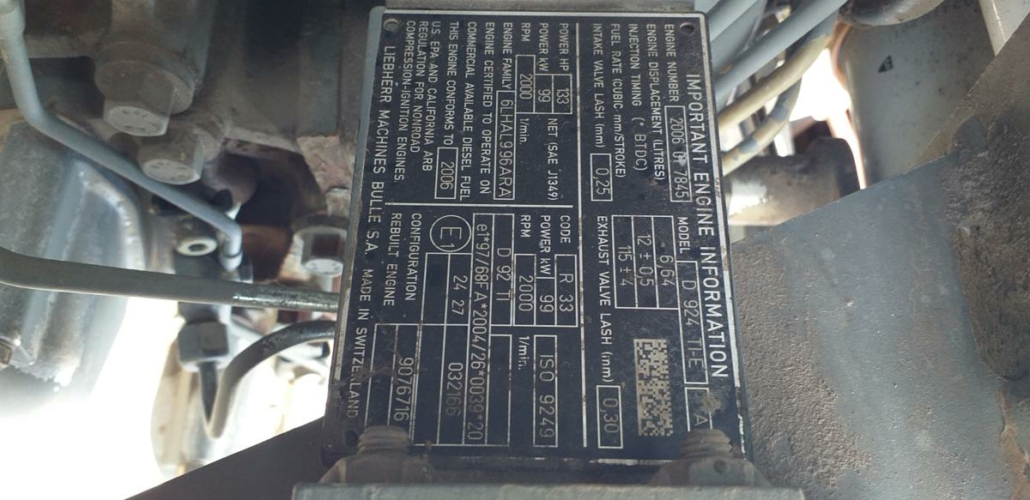 IMPORTANT ENGINE INFORMATION
ENGINE NUMBER 2006 07 7845 MODEL D 924 TI-E A
ENGINE DISPLACEMENT (LITRES) 6,64
INJECTION TIMING (° BTDC) 12 ± 0,5
FUEL RATE (CUBIC mm/STROKE) 115 ± 4
INTAKE VALVE LASH (mm) 0,25 EXHAUST VALVE LASH (mm) 0,30
POWER HP 133 NET (SAE J1349)
POWER kW 99
RPM 2000 1/min.
ENGINE FAMILY 6LHAL996ARA
ENGINE CERTIFIED TO OPERATE ON
COMMERCIAL AVAILABLE DIESEL FUEL
THIS ENGINE CONFORMS TO 2006
U.S. EPA AND CALIFORNIA ARB
REGULATION FOR NONROAD
COMPRESSION-IGNITION ENGINES.
CODE R 33 ISO 9249
POWER kW 99
RPM 2000 1/min.
D 92 TI
e1*97/68FA*2004/26*0039*20
E1 24 27 032166
CONFIGURATION 9076716
REBUILT ENGINE
LIEBHERR MACHINES BULLE S.A. MADE IN SWITZERLAND